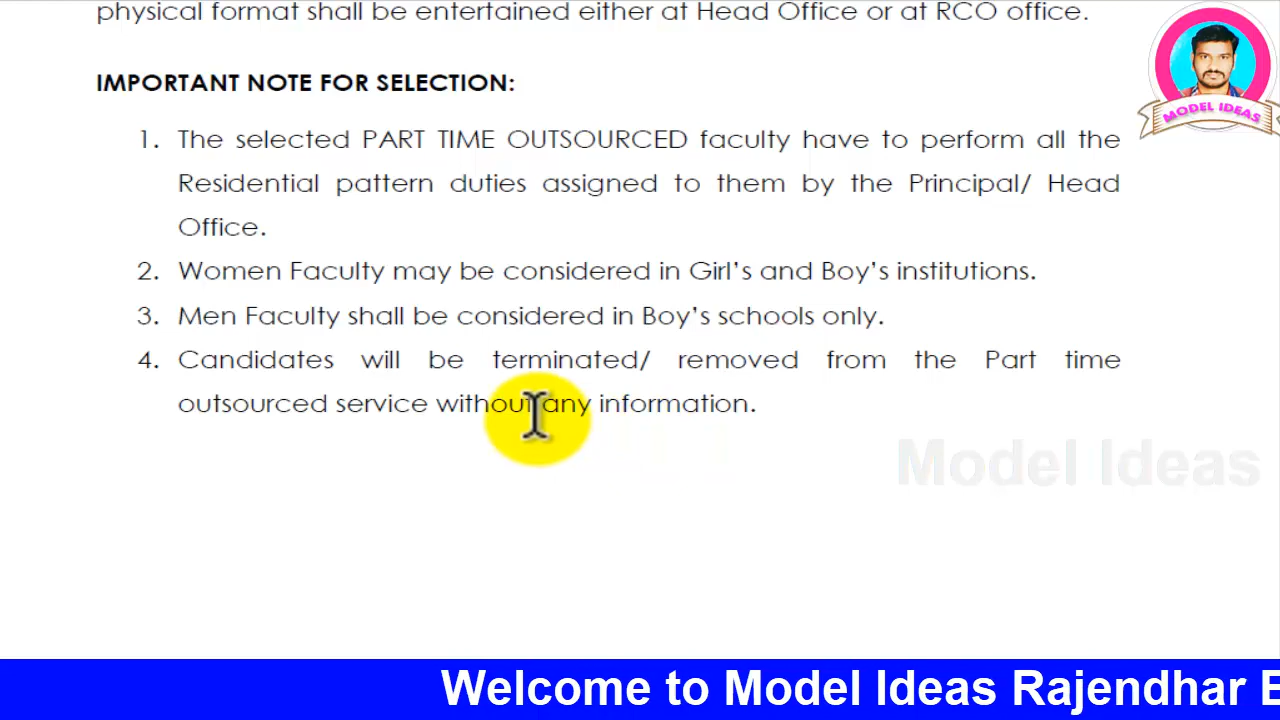 physical format shall be entertained either at Head Office or at RCO office.
IMPORTANT NOTE FOR SELECTION:
1. The selected PART TIME OUTSOURCED faculty have to perform all the
Residential pattern duties assigned to them by the Principal/ Head
Office.
2. Women Faculty may be considered in Girl’s and Boy’s institutions.
3. Men Faculty shall be considered in Boy’s schools only.
4. Candidates will be terminated/ removed from the Part time
outsourced service without any information.
MODEL IDEAS
Model Ideas
Welcome to Model Ideas Rajendhar E